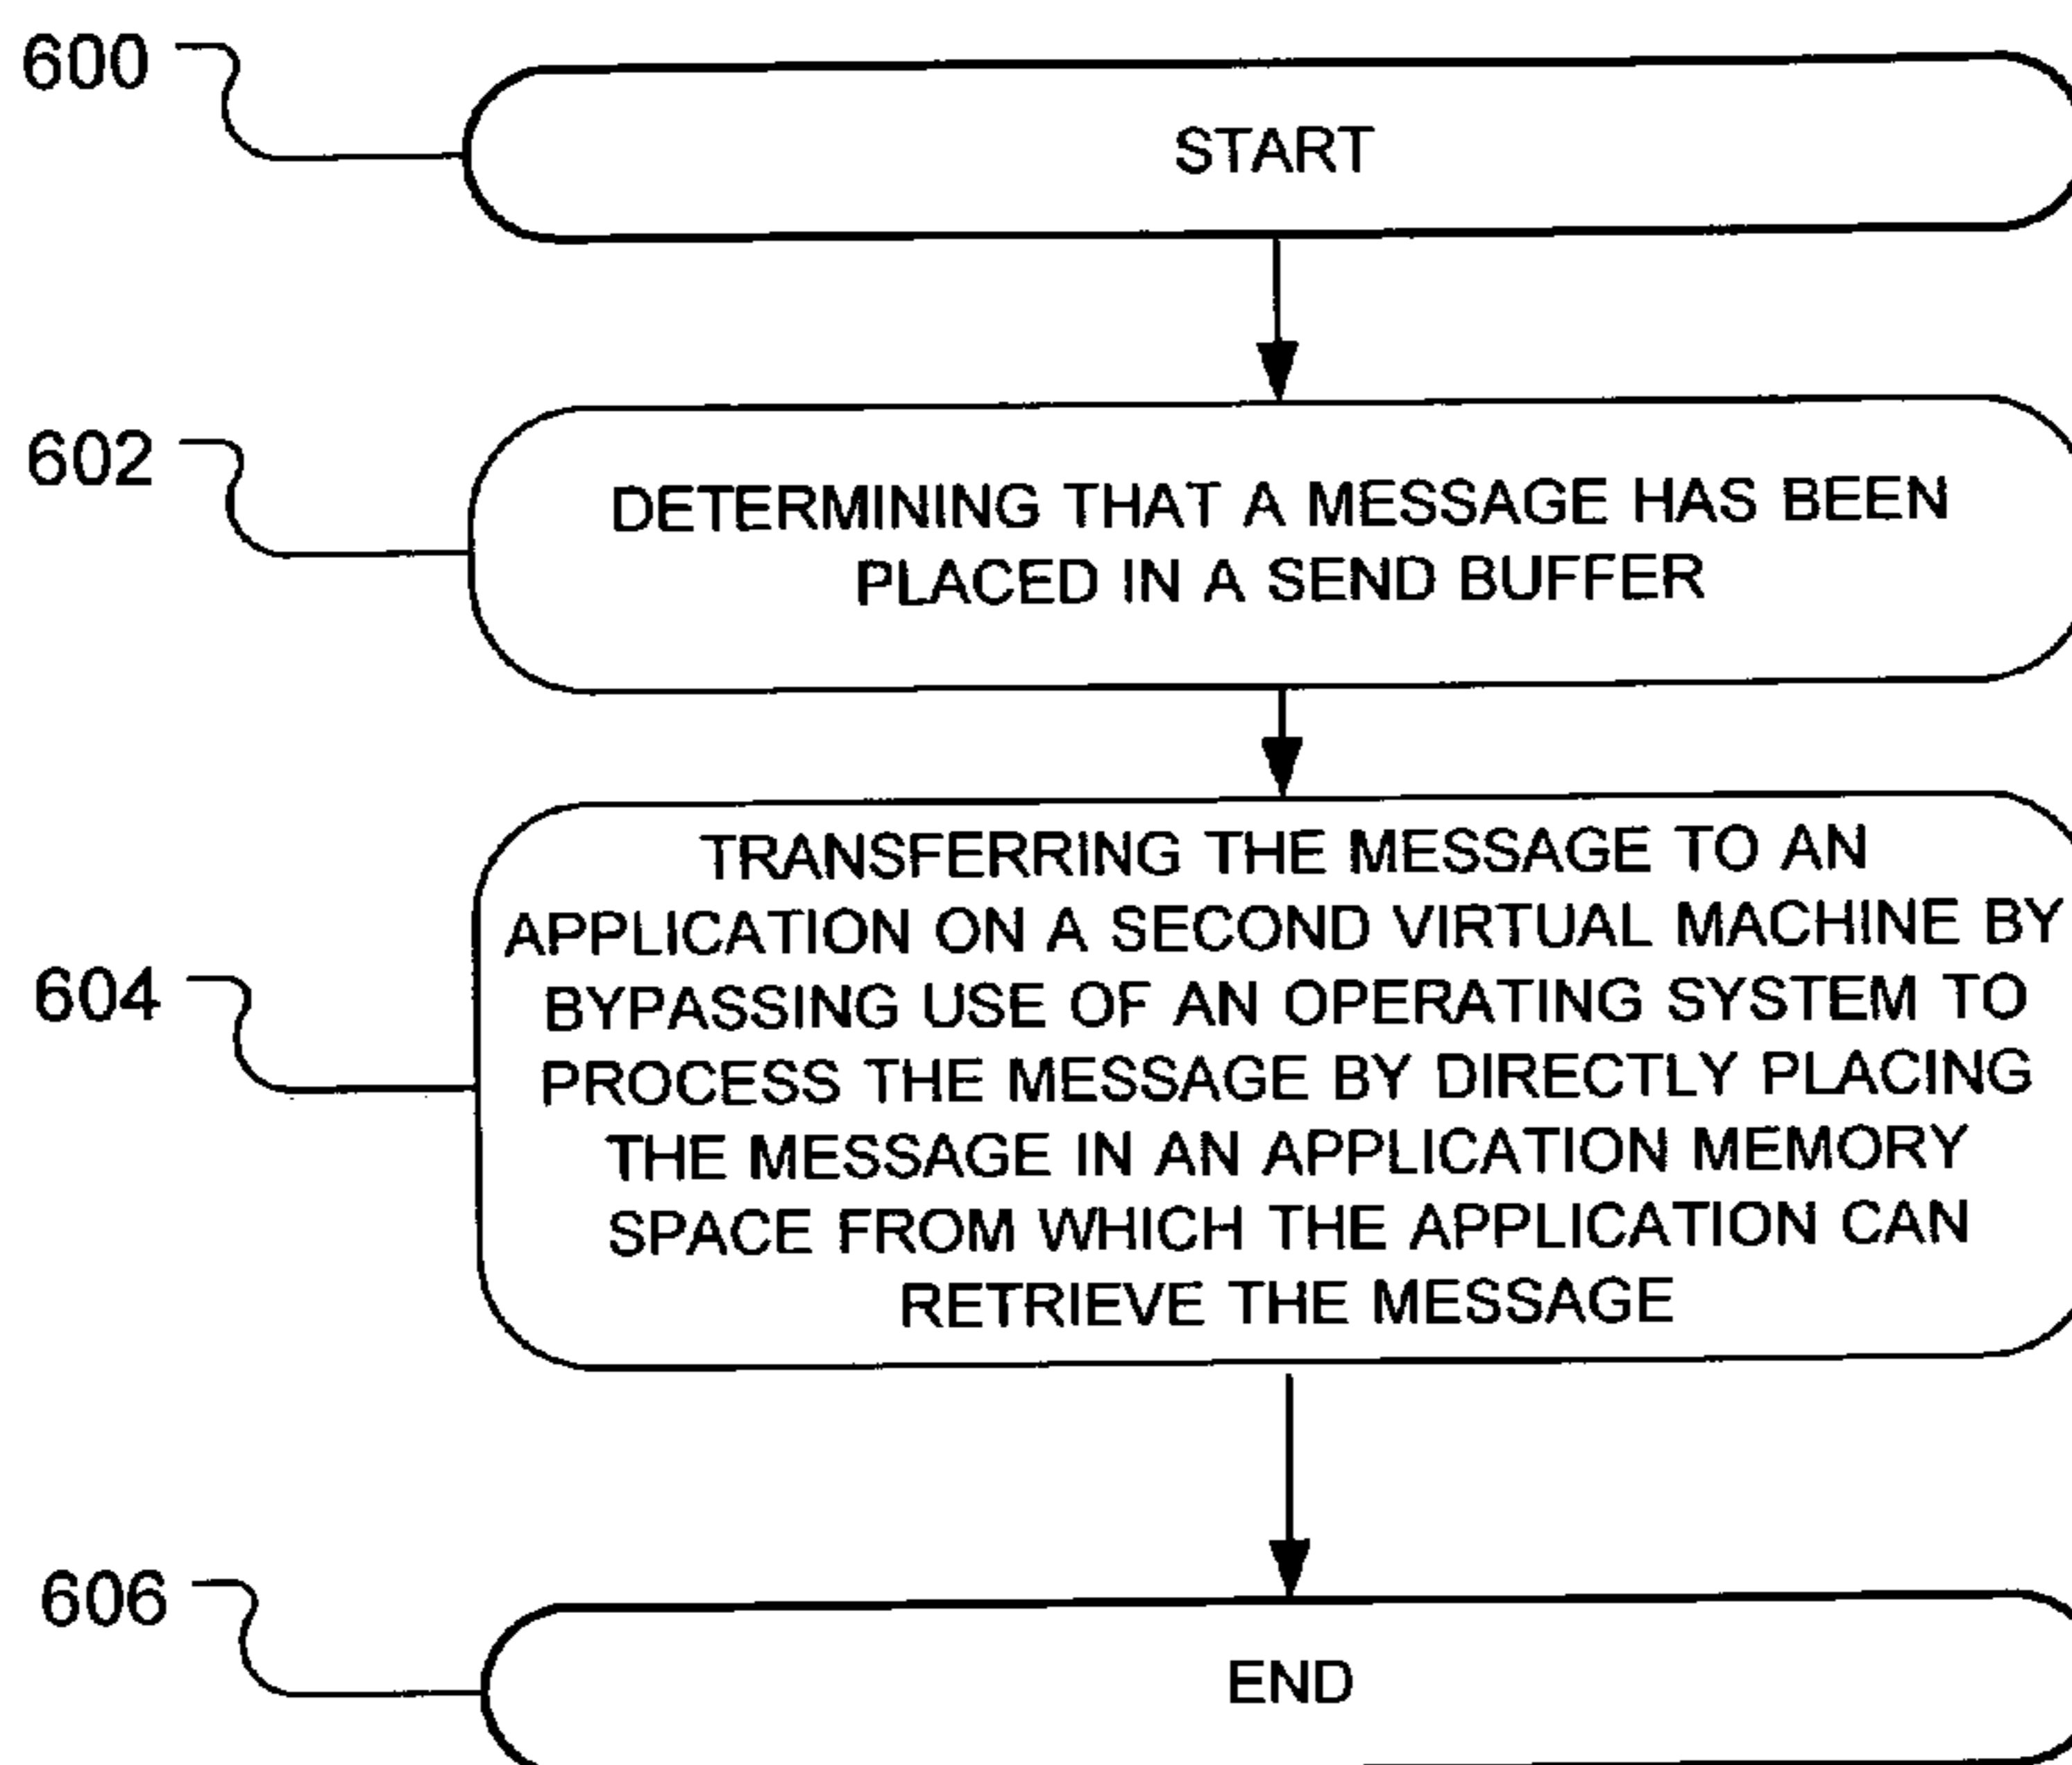 600
START
602
DETERMINING THAT A MESSAGE HAS BEEN
PLACED IN A SEND BUFFER
604
TRANSFERRING THE MESSAGE TO AN
APPLICATION ON A SECOND VIRTUAL MACHINE BY
BYPASSING USE OF AN OPERATING SYSTEM TO
PROCESS THE MESSAGE BY DIRECTLY PLACING
THE MESSAGE IN AN APPLICATION MEMORY
SPACE FROM WHICH THE APPLICATION CAN
RETRIEVE THE MESSAGE
606
END